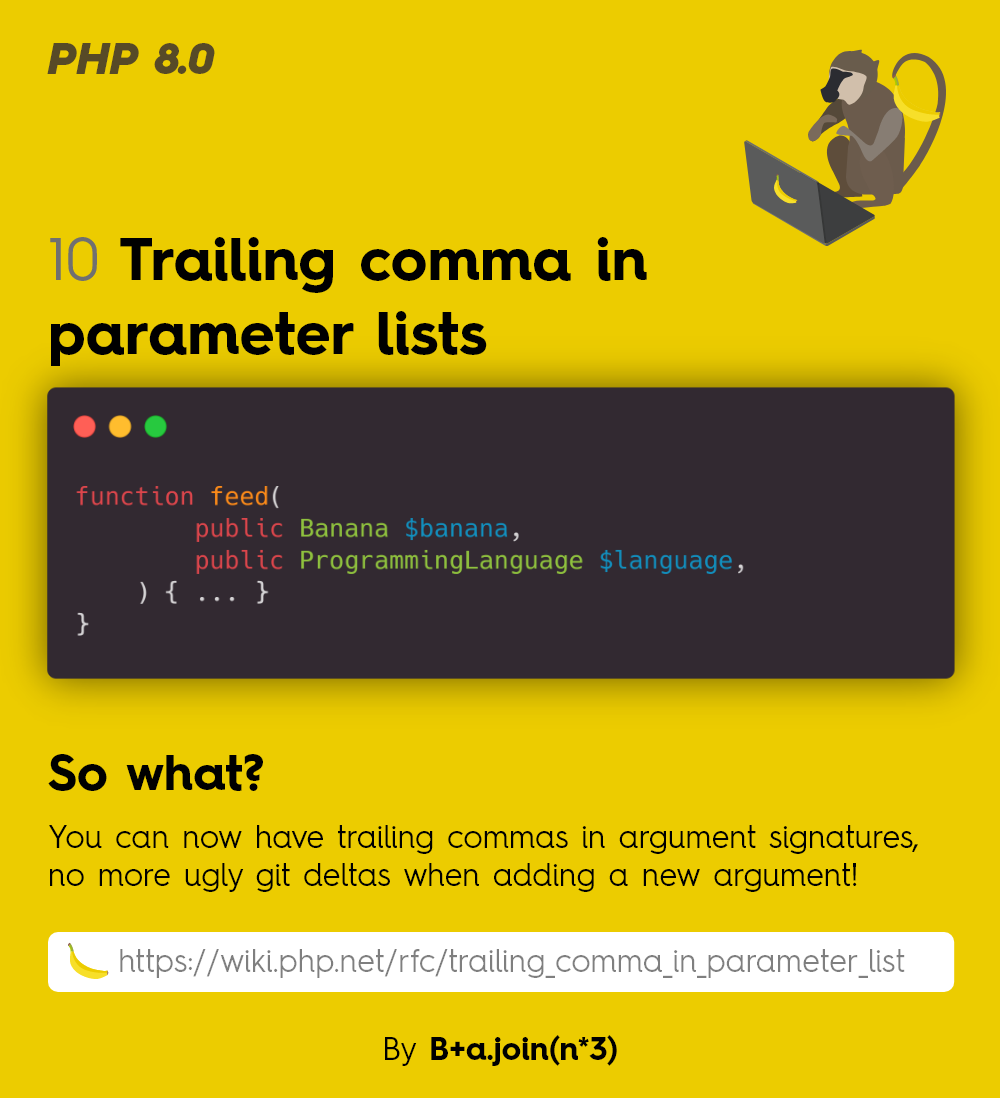 PHP 8.0
10 Trailing comma in
parameter lists
function feed(
        public Banana $banana,
        public ProgrammingLanguage $language,
    ) { ... }
}
So what?
You can now have trailing commas in argument signatures,
no more ugly git deltas when adding a new argument!
https://wiki.php.net/rfc/trailing_comma_in_parameter_list
By B+a.join(n*3)